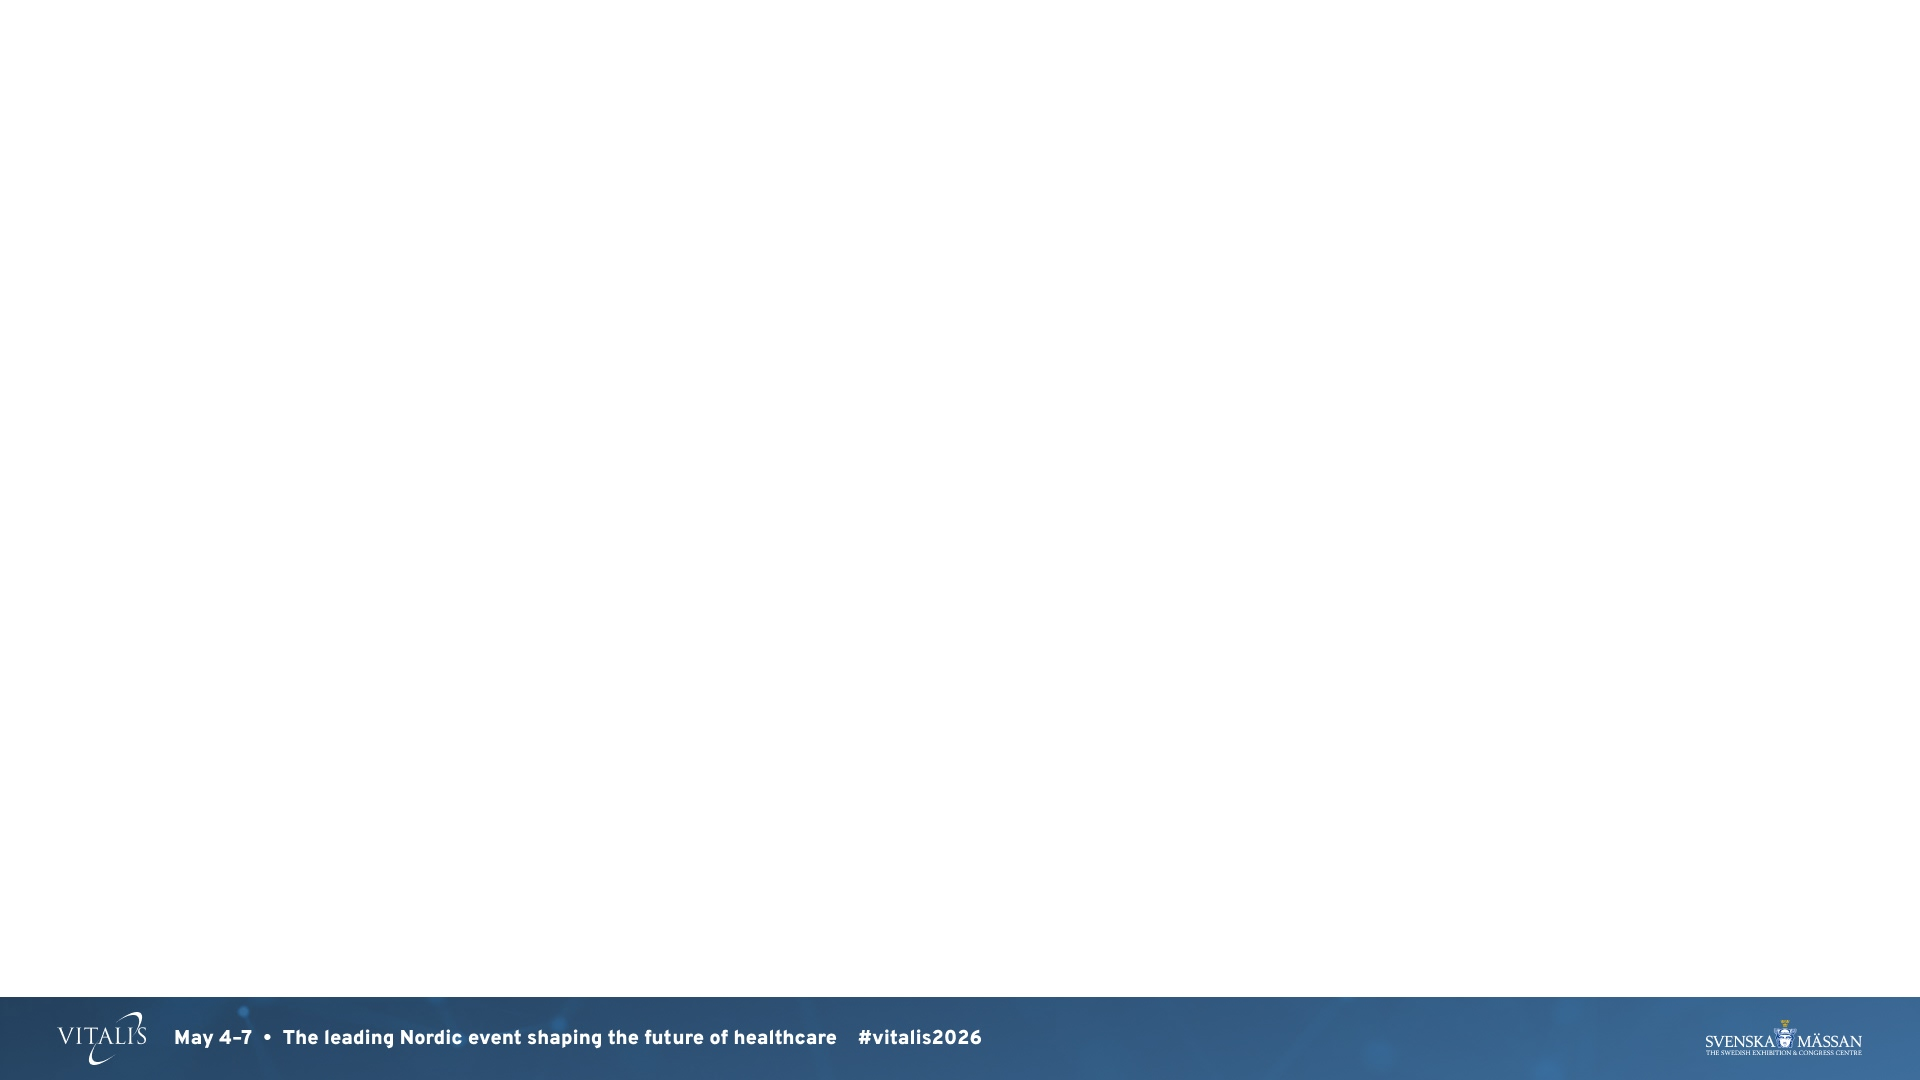 VITALIS
May 4–7 • The leading Nordic event shaping the future of healthcare #vitalis2026
SVENSKA MÄSSAN
THE SWEDISH EXHIBITION & CONGRESS CENTRE